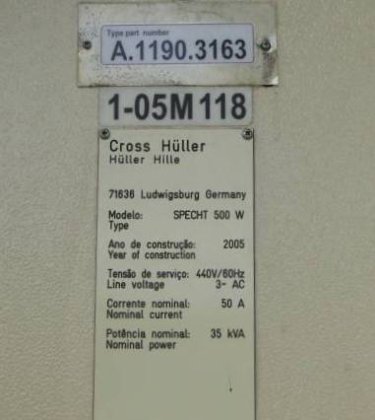 Type part number
A.1190.3163
1-05M118
Cross Hüller
Hüller Hille
71636 Ludwigsburg Germany
Modelo: SPECHT 500 W
Type
Ano de construção: 2005
Year of construction
Tensão de serviço: 440V/60Hz
Line voltage 3~ AC
Corrente nominal: 50 A
Nominal current
Potência nominal: 35 kVA
Nominal power